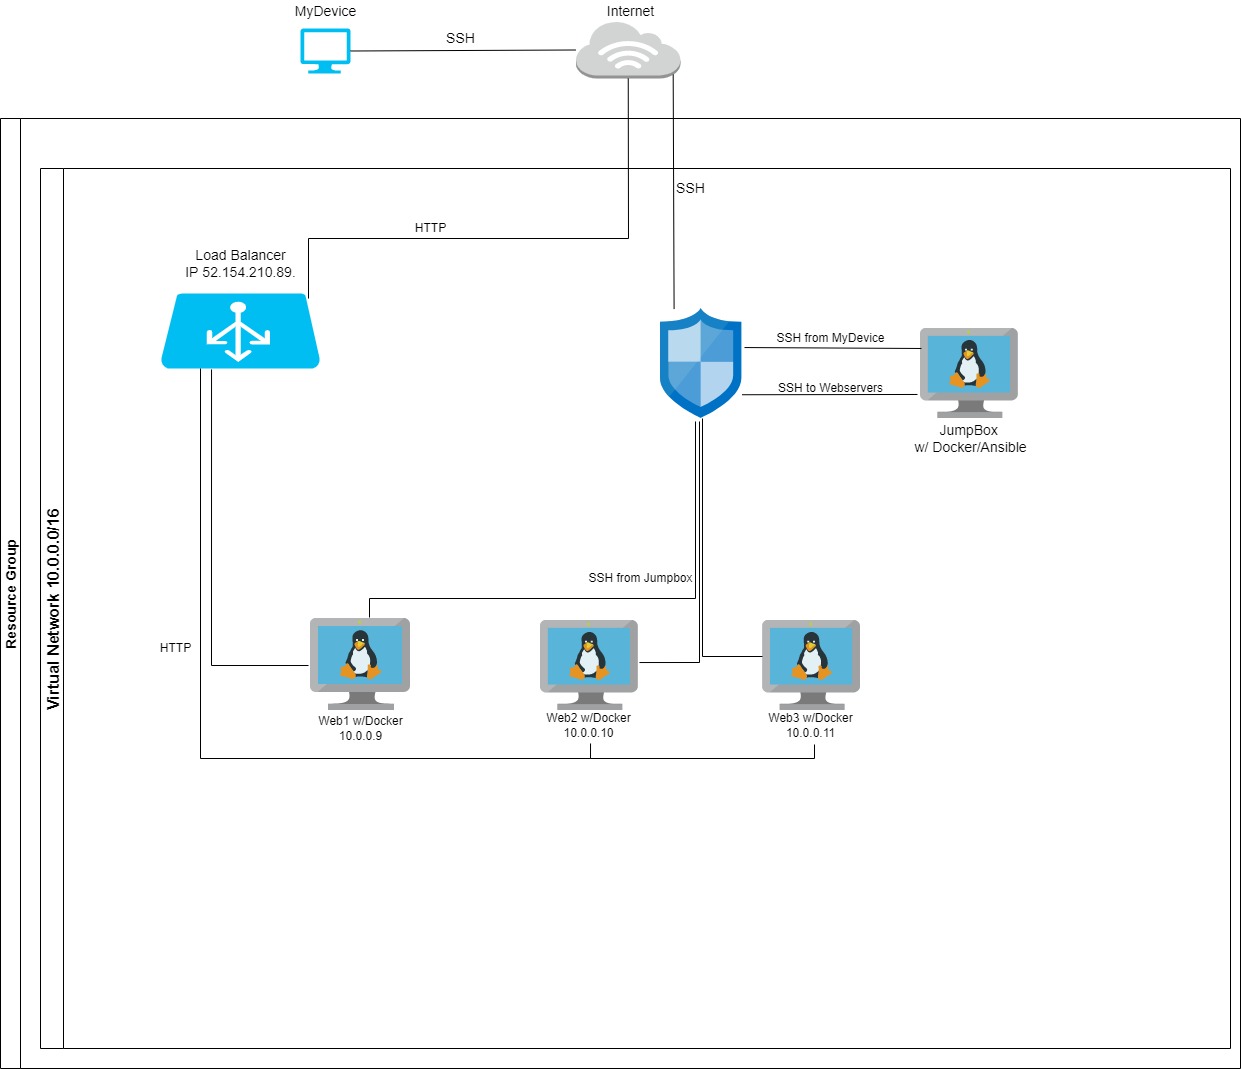 MyDevice
Internet
SSH
SSH
HTTP
Load Balancer
IP 52.154.210.89.
SSH from MyDevice
SSH to Webservers
JumpBox
w/ Docker/Ansible
Resource Group
Virtual Network 10.0.0.0/16
SSH from Jumpbox
HTTP
Web1 w/Docker
10.0.0.9
Web2 w/Docker
10.0.0.10
Web3 w/Docker
10.0.0.11